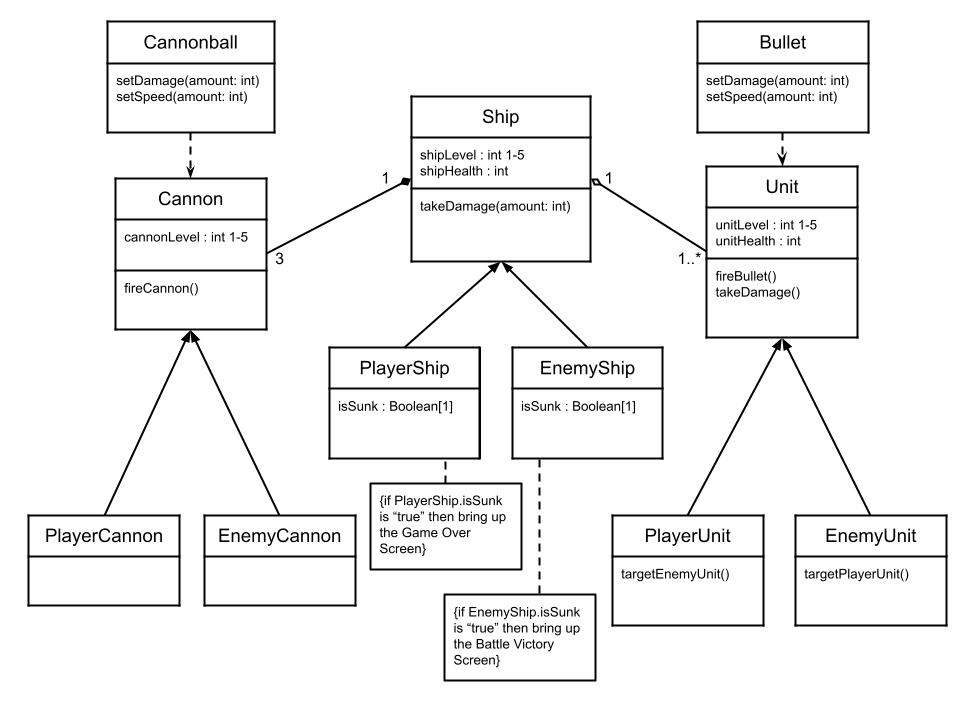 Cannonball
setDamage(amount: int)
setSpeed(amount: int)
Bullet
setDamage(amount: int)
setSpeed(amount: int)
Ship
shipLevel : int 1-5
shipHealth : int
takeDamage(amount: int)
1
3
1
1..*
Cannon
cannonLevel : int 1-5
fireCannon()
Unit
unitLevel : int 1-5
unitHealth : int
fireBullet()
takeDamage()
PlayerShip
isSunk : Boolean[1]
EnemyShip
isSunk : Boolean[1]
{if PlayerShip.isSunk
is “true” then bring up
the Game Over
Screen}
{if EnemyShip.isSunk
is “true” then bring up
the Battle Victory
Screen}
PlayerCannon
EnemyCannon
PlayerUnit
targetEnemyUnit()
EnemyUnit
targetPlayerUnit()